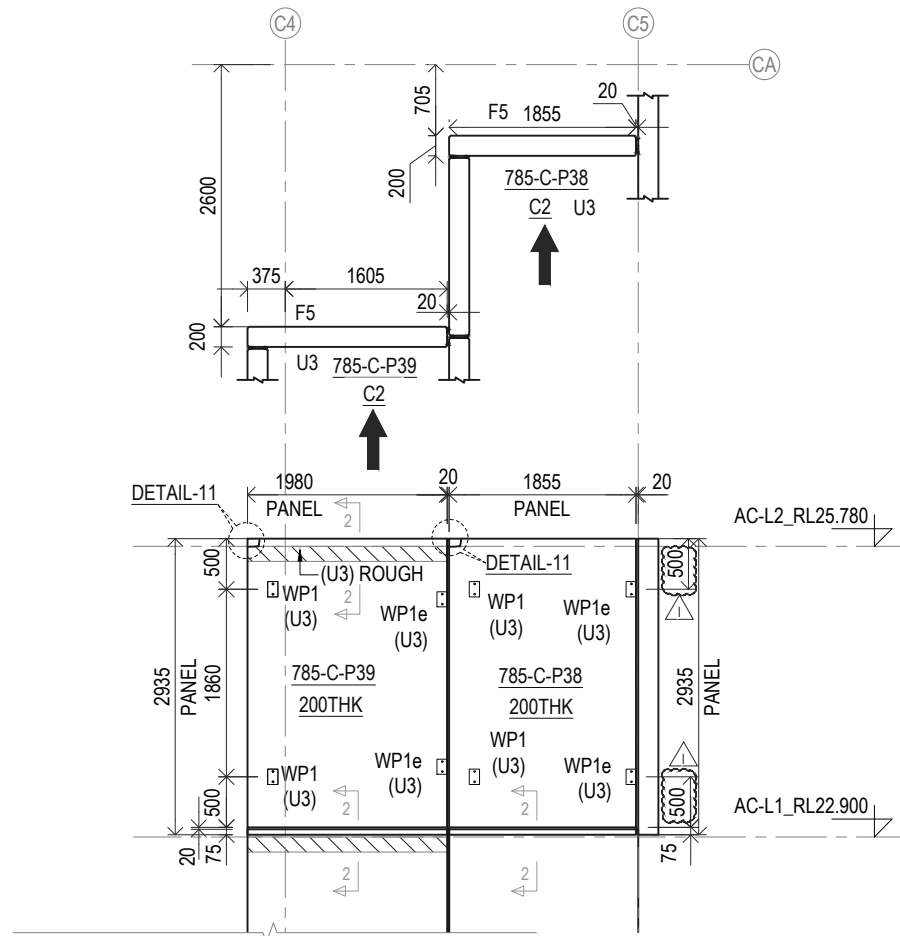 C4
C5
CA
705
20
F5
1855
200
2600
785-C-P38
C2
U3
375
1605
20
F5
200
U3
785-C-P39
C2
1980
20
1855
20
DETAIL-11
PANEL
PANEL
2
AC-L2_RL25.780
500
(U3) ROUGH
DETAIL-11
500
WP1
(U3)
2
WP1e
(U3)
WP1
(U3)
WP1e
(U3)
1
2935
PANEL
1860
785-C-P39
200THK
785-C-P38
200THK
2935
PANEL
WP1
(U3)
WP1e
(U3)
WP1
(U3)
WP1e
(U3)
1
500
2
2
500
AC-L1_RL22.900
20
75
75
2
2